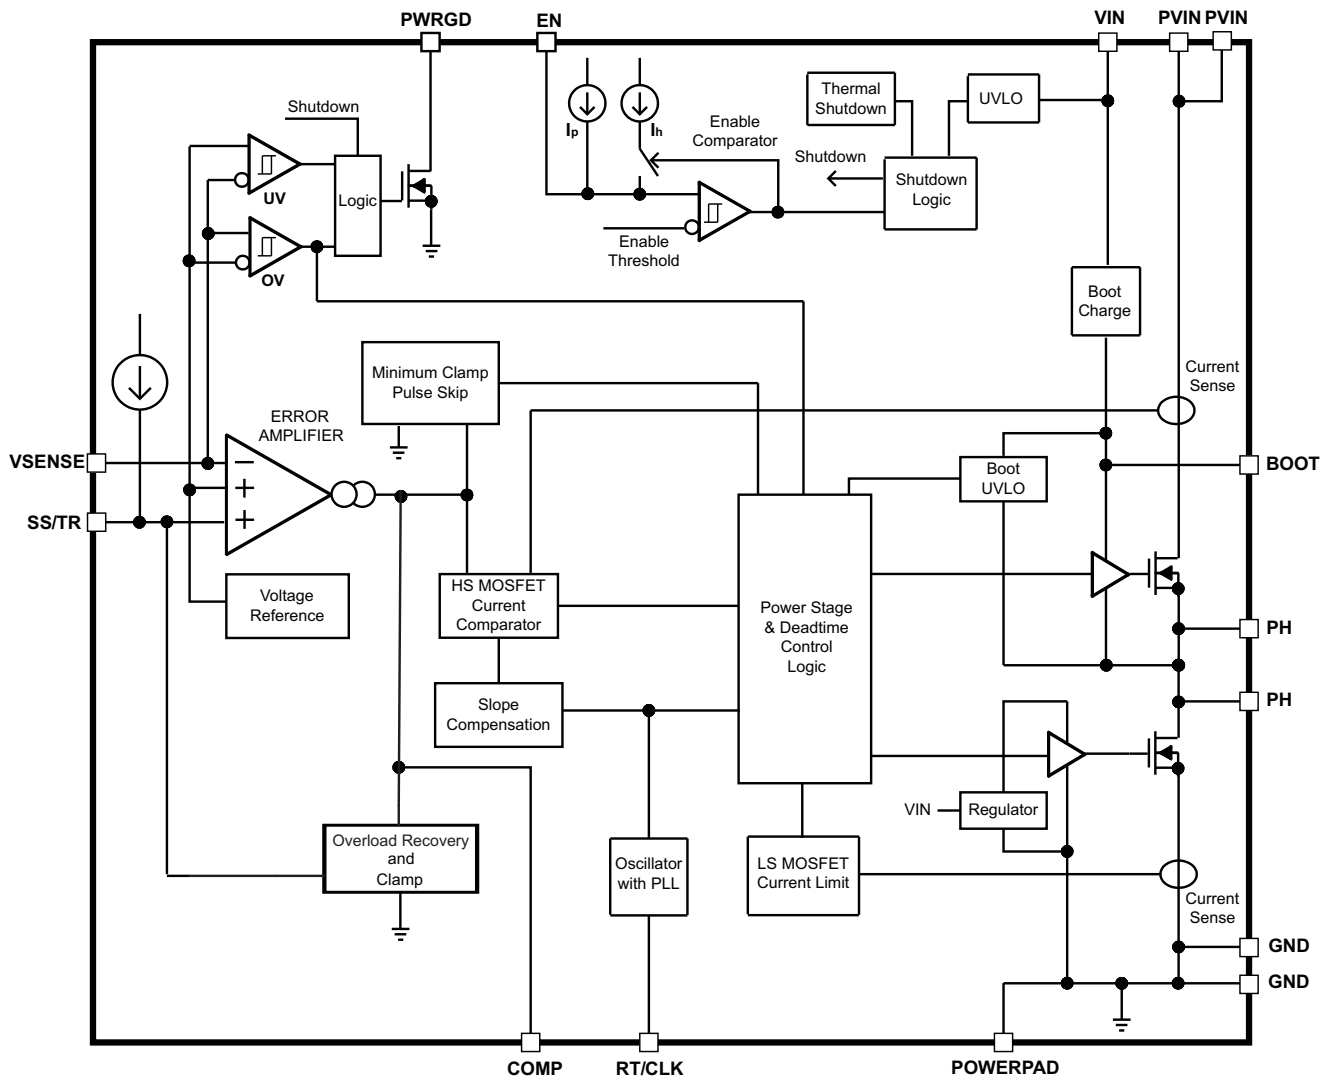 PWRGD
EN
VIN
PVIN
PVIN
Shutdown
UV
OV
Logic
Ip
Ih
Enable
Comparator
Enable
Threshold
Thermal
Shutdown
UVLO
Shutdown
Shutdown
Logic
Boot
Charge
Current
Sense
Minimum Clamp
Pulse Skip
ERROR
AMPLIFIER
VSENSE
SS/TR
−
+
+
Boot
UVLO
BOOT
Voltage
Reference
HS MOSFET
Current
Comparator
Power Stage
& Deadtime
Control
Logic
PH
PH
Slope
Compensation
VIN
Regulator
Overload Recovery
and
Clamp
Oscillator
with PLL
LS MOSFET
Current Limit
Current
Sense
GND
GND
COMP
RT/CLK
POWERPAD